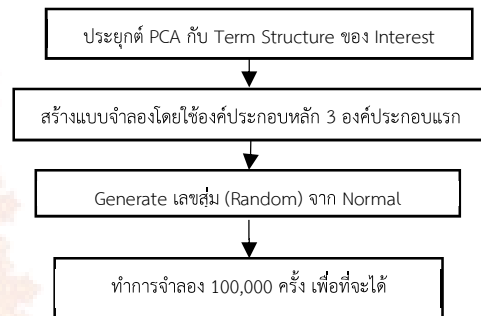 ประยุกต์ PCA กับ Term Structure ของ Interest
สร้างแบบจำลองโดยใช้องค์ประกอบหลัก 3 องค์ประกอบแรก
Generate เลขสุ่ม (Random) จาก Normal
ทำการจำลอง 100,000 ครั้ง เพื่อที่จะได้